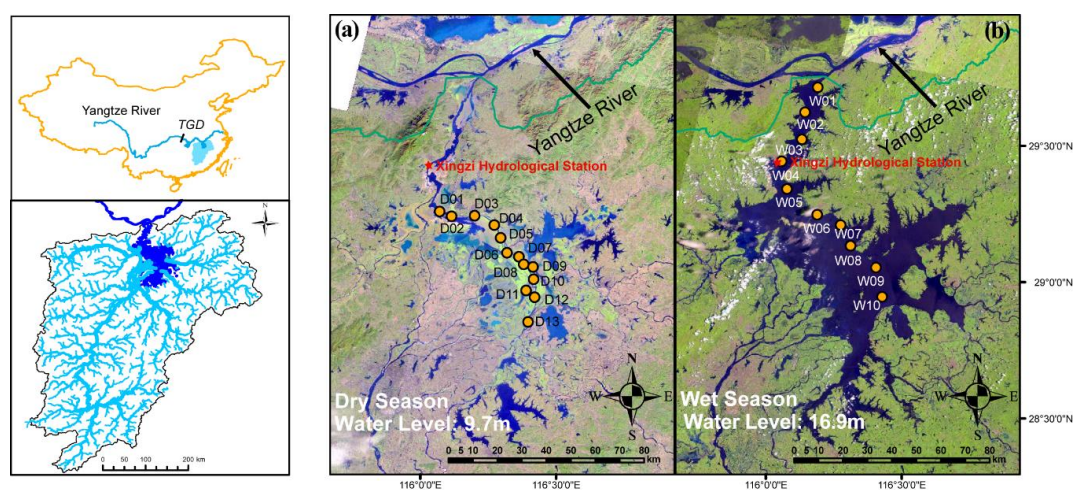 Yangtze River
TGD
N
0 50 100 200 km
(a)
Yangtze River
Xingzi Hydrological Station
D01
D03
D02
D04
D05
D07
D06
D08
D09
D10
D11
D12
D13
Dry Season
Water Level: 9.7m
N
W
E
S
0 5 10 20 30 40 50 60 70 80
km
116°0'0"E
116°30'0"E
(b)
W01
Yangtze River
W02
W03
Xingzi Hydrological Station
W04
W05
W06
W07
W08
W09
W10
Wet Season
Water Level: 16.9m
N
W
E
S
0 5 10 20 30 40 50 60 70 80
km
116°0'0"E
116°30'0"E
29°30'0"N
29°0'0"N
28°30'0"N